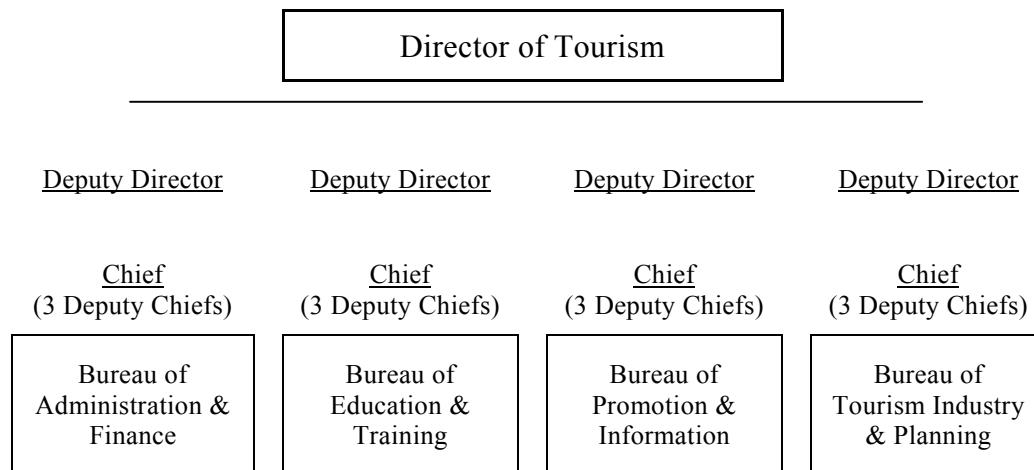 Director of Tourism
Deputy Director Deputy Director Deputy Director Deputy Director
Chief Chief Chief Chief
(3 Deputy Chiefs) (3 Deputy Chiefs) (3 Deputy Chiefs) (3 Deputy Chiefs)
Bureau of
Administration &
Finance
Bureau of
Education &
Training
Bureau of
Promotion &
Information
Bureau of
Tourism Industry
& Planning